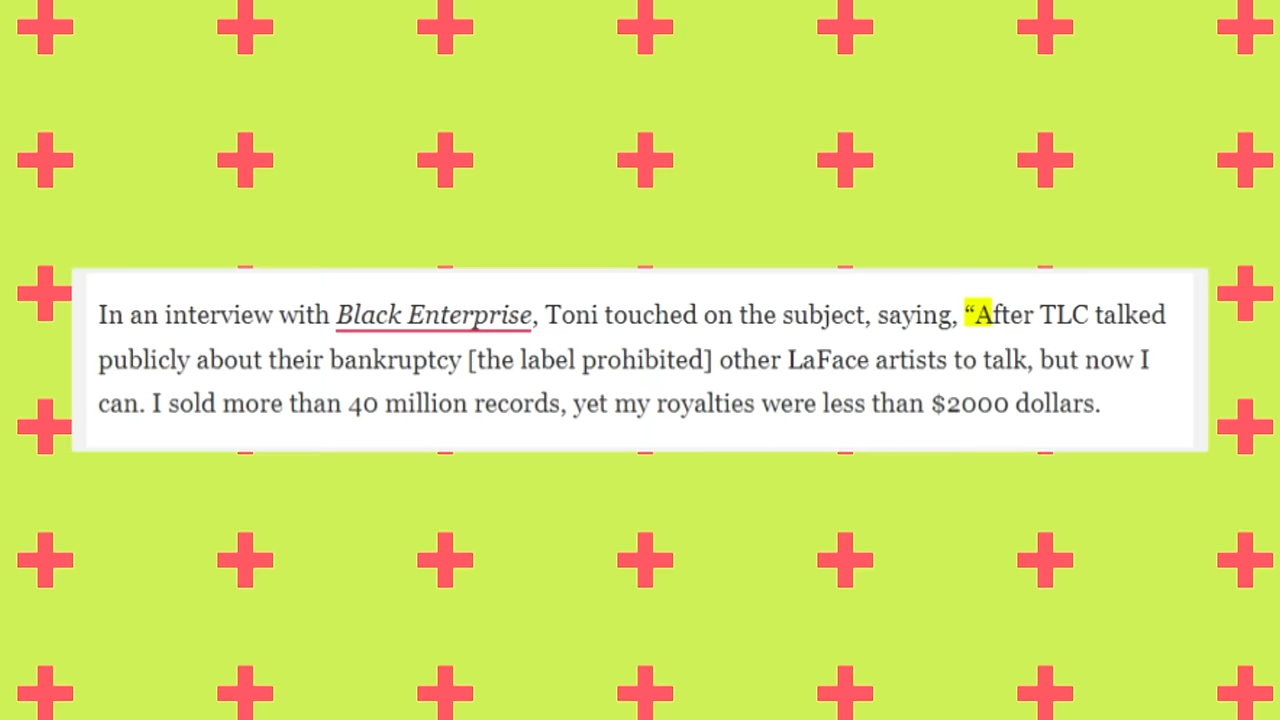 In an interview with Black Enterprise, Toni touched on the subject, saying, “After TLC talked
publicly about their bankruptcy [the label prohibited] other LaFace artists to talk, but now I
can. I sold more than 40 million records, yet my royalties were less than $2000 dollars.